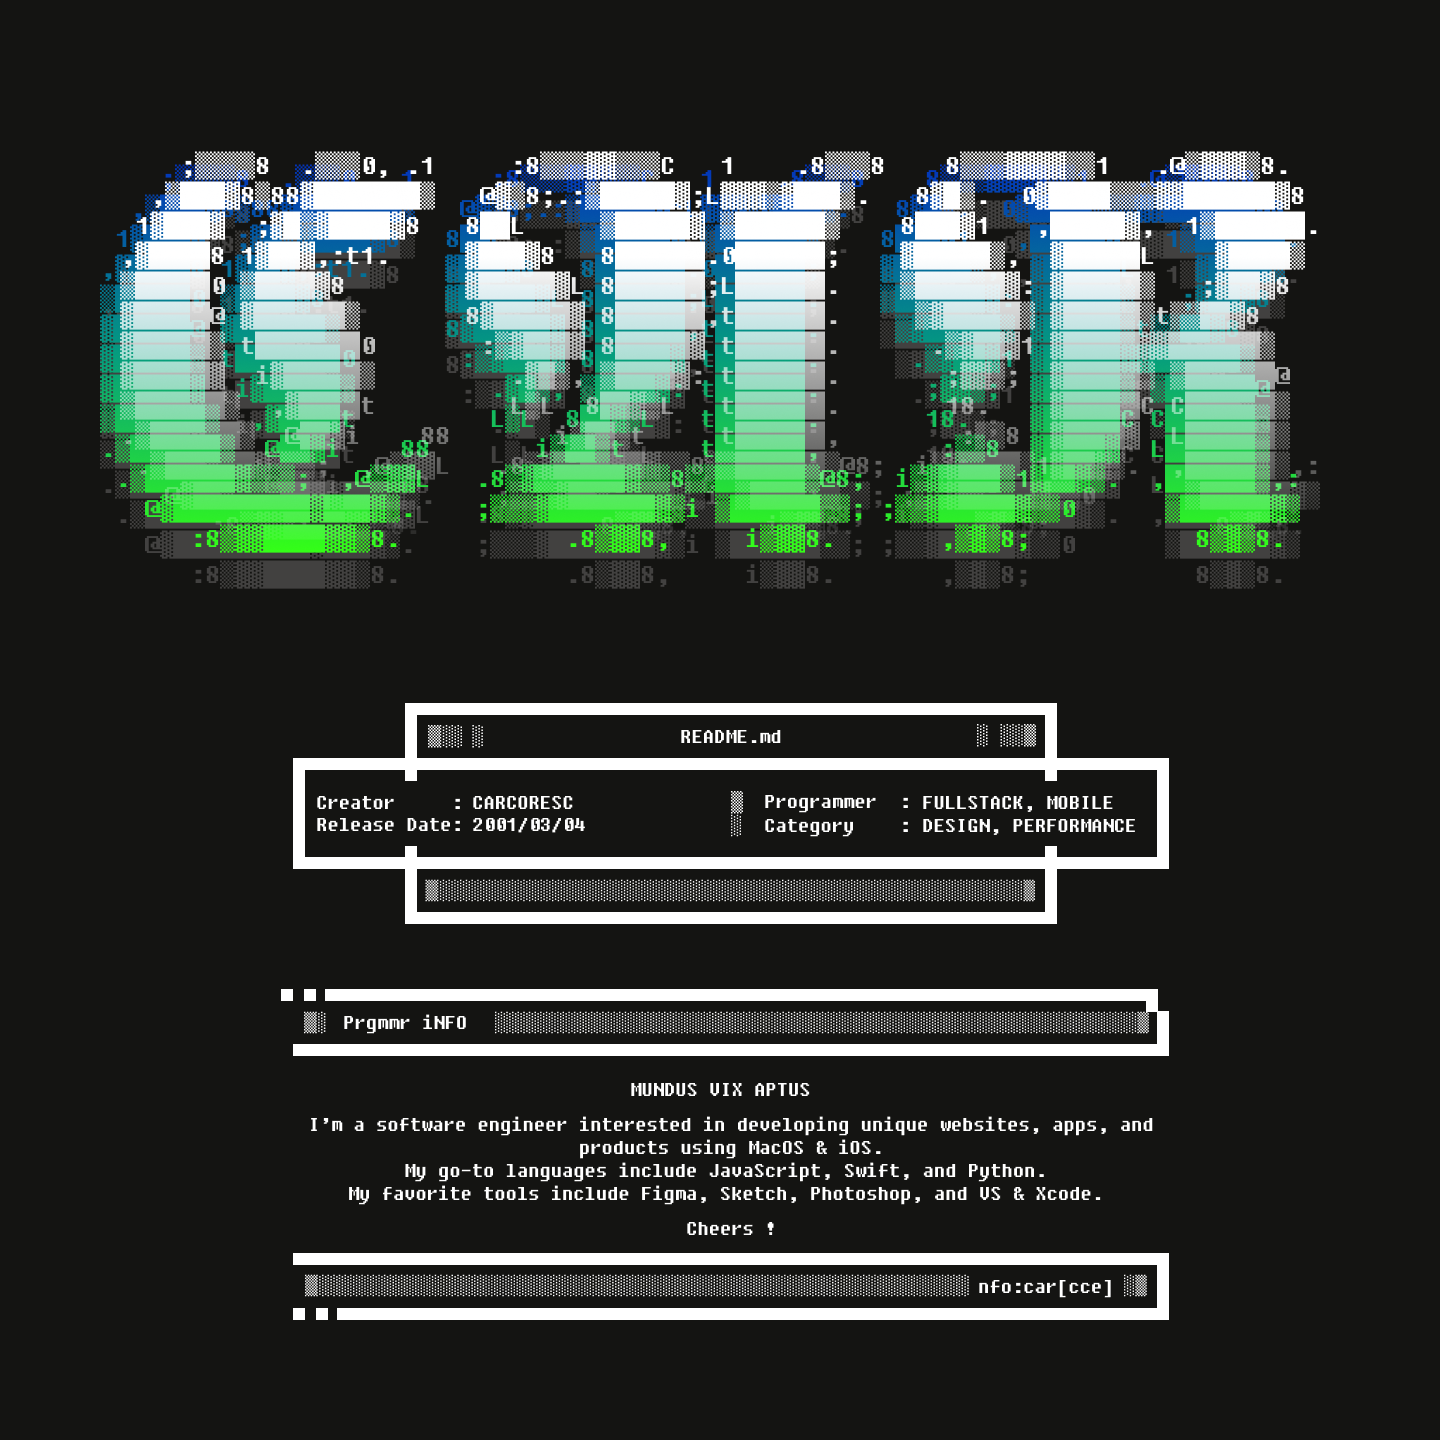 README.md
Creator : CARCORESC
Programmer : FULLSTACK, MOBILE
Release Date: 2001/03/04
Category : DESIGN, PERFORMANCE
Prgmmr iNFO
MUNDUS VIX APTUS
I'm a software engineer interested in developing unique websites, apps, and
products using MacOS & iOS.
My go-to languages include JavaScript, Swift, and Python.
My favorite tools include Figma, Sketch, Photoshop, and VS & Xcode.
Cheers !
nfo:car[cce]